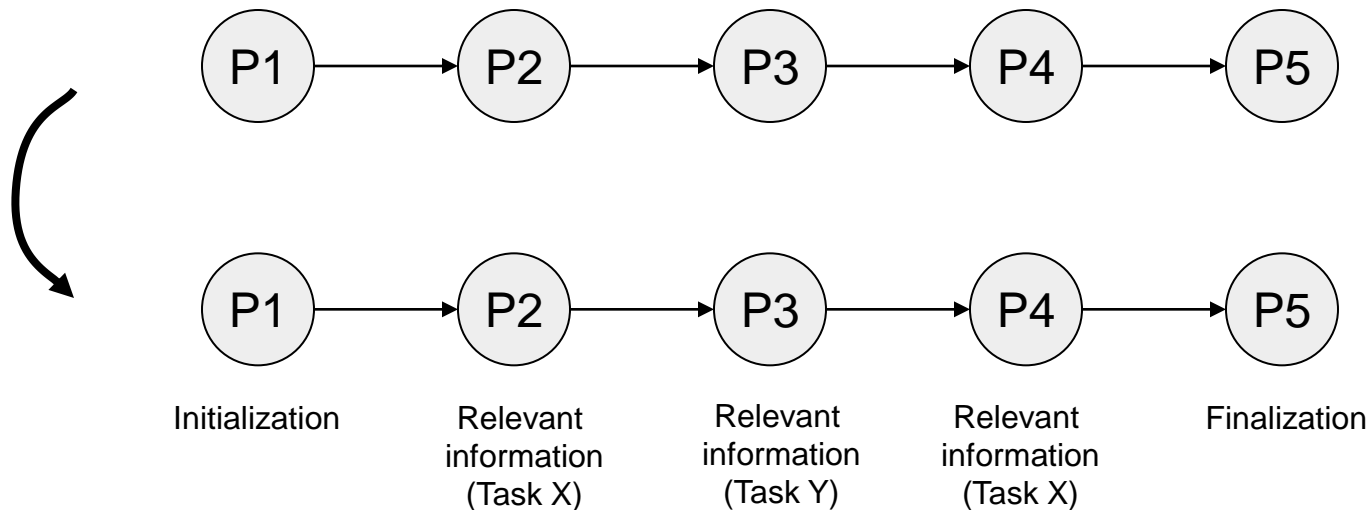 P1 P2 P3 P4 P5
P1 P2 P3 P4 P5
Initialization
Relevant
information
(Task X)
Relevant
information
(Task Y)
Relevant
information
(Task X)
Finalization